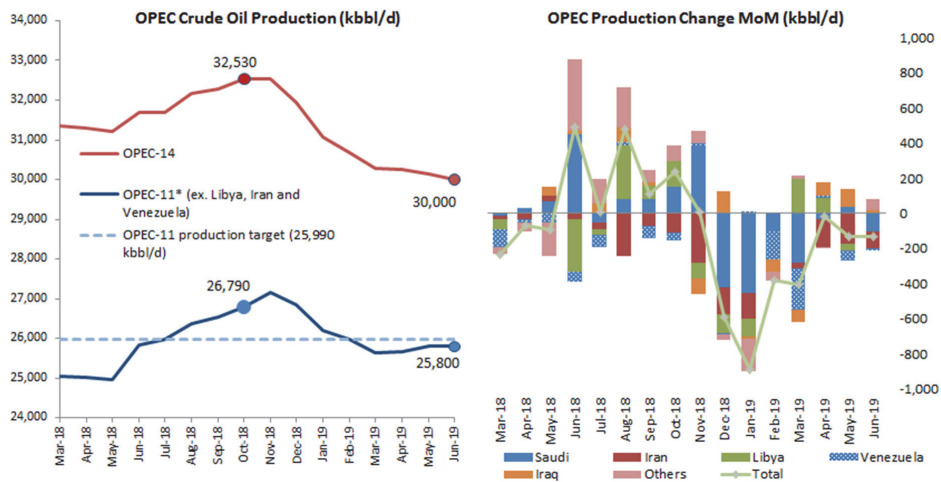 OPEC Crude Oil Production (kbbl/d)
34,000
33,000
32,000
31,000
30,000
29,000
28,000
27,000
26,000
25,000
24,000
32,530
OPEC-14
30,000
OPEC-11* (ex. Libya, Iran and
Venezuela)
OPEC-11 production target (25,990
kbbl/d)
26,790
25,800
Mar-18
Apr-18
May-18
Jun-18
Jul-18
Aug-18
Sep-18
Oct-18
Nov-18
Dec-18
Jan-19
Feb-19
Mar-19
Apr-19
May-19
Jun-19
OPEC Production Change MoM (kbbl/d)
1,000
800
600
400
200
0
-200
-400
-600
-800
-1,000
Mar-18
Apr-18
May-18
Jun-18
Jul-18
Aug-18
Sep-18
Oct-18
Nov-18
Dec-18
Jan-19
Feb-19
Mar-19
Apr-19
May-19
Jun-19
Saudi
Iran
Libya
Venezuela
Iraq
Others
Total